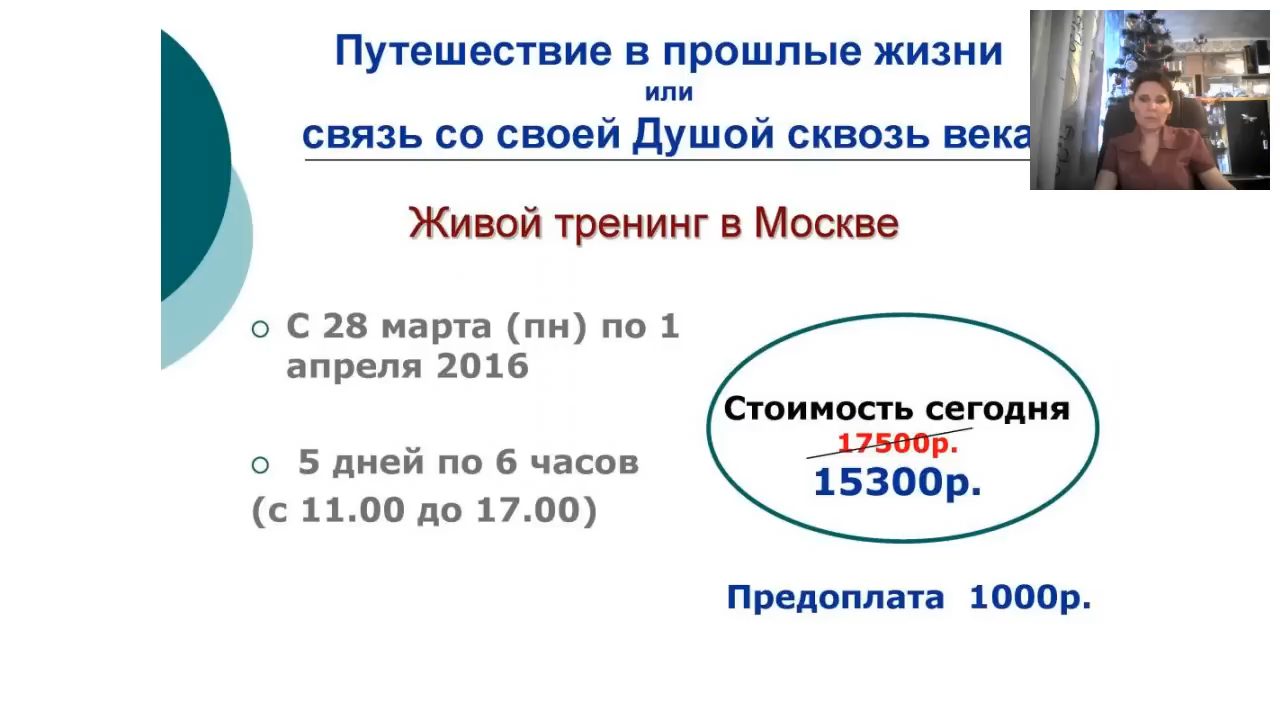 Путешествие в прошлые жизни
или
связь со своей Душой сквозь века
Живой тренинг в Москве
С 28 марта (пн) по 1
апреля 2016
5 дней по 6 часов
(с 11.00 до 17.00)
Стоимость сегодня
17500р.
15300р.
Предоплата 1000р.